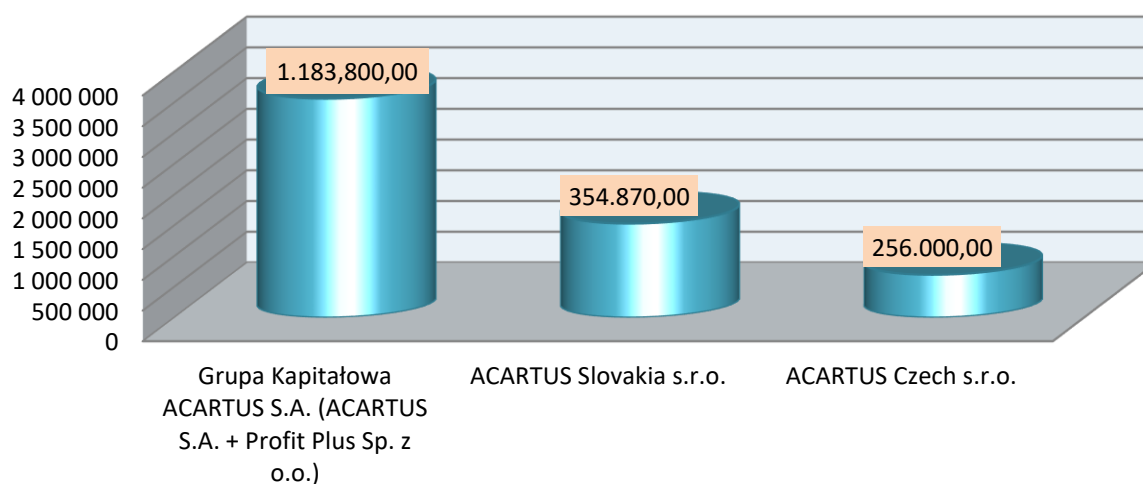 1.183,800,00
354.870,00
256.000,00
4 000 000
3 500 000
3 000 000
2 500 000
2 000 000
1 500 000
1 000 000
500 000
0
Grupa Kapitałowa
ACARTUS S.A. (ACARTUS
S.A. + Profit Plus Sp. z
o.o.)
ACARTUS Slovakia s.r.o.
ACARTUS Czech s.r.o.